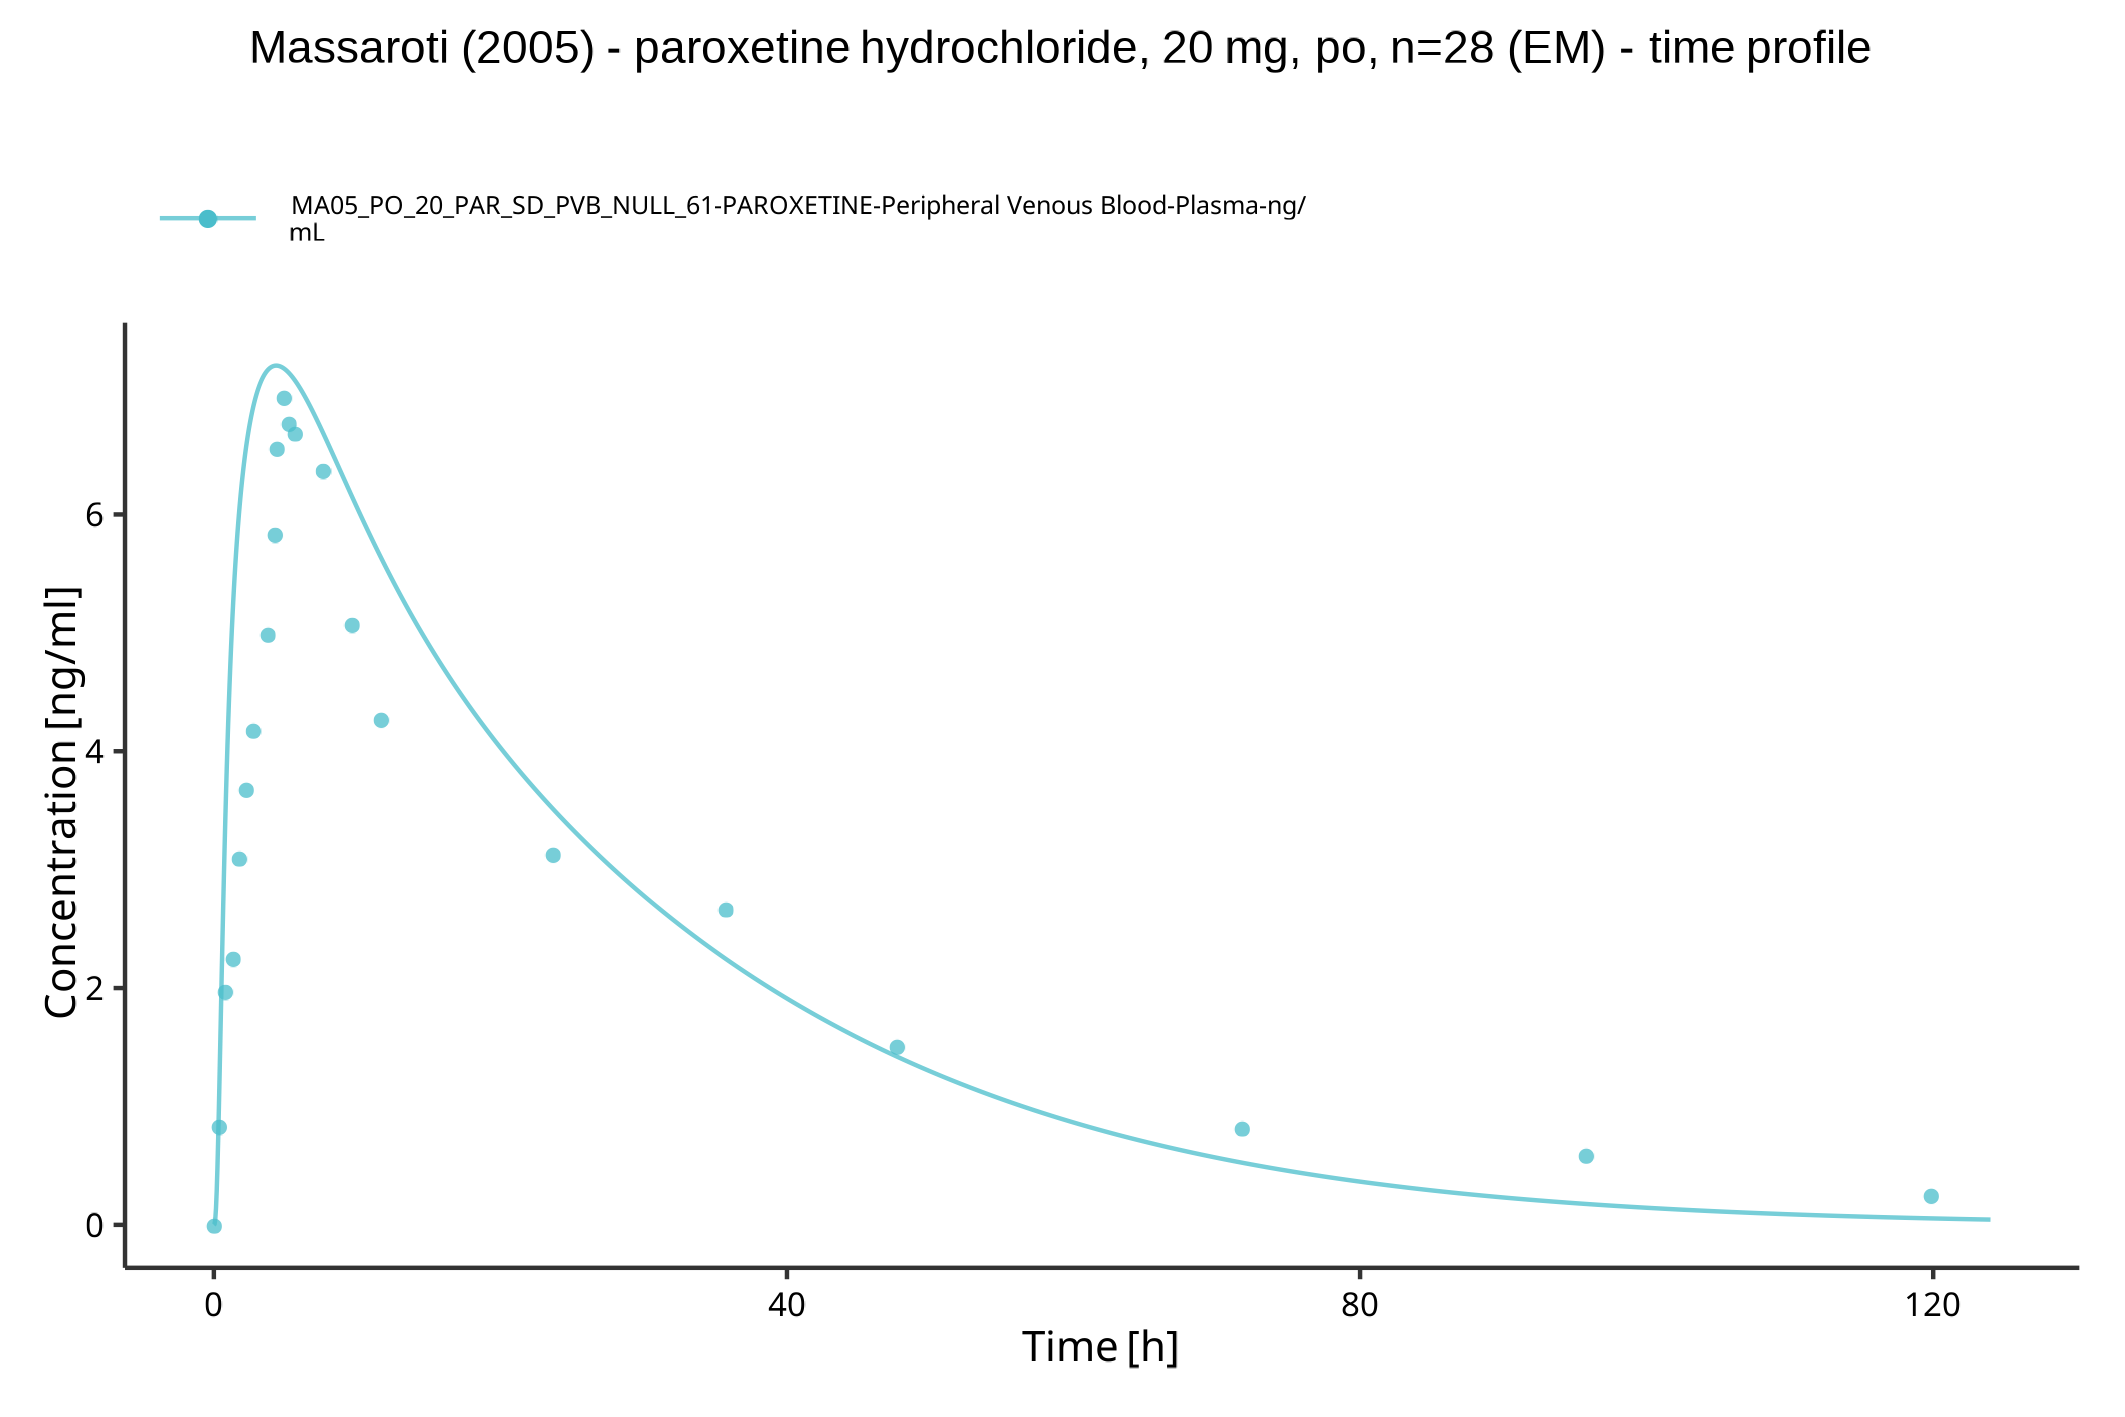 Massaroti (2005) - paroxetine hydrochloride, 20 mg, po, n=28 (EM) - time profile
MA05_PO_20_PAR_SD_PVB_NULL_61-PAROXETINE-Peripheral Venous Blood-Plasma-ng/
mL
Concentration [ng/ml]
6
4
2
0
0 40 80 120
Time [h]